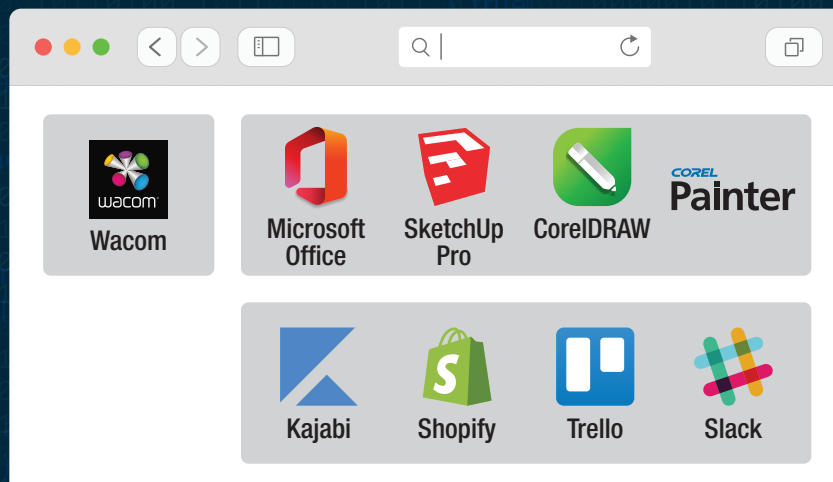 wacom
Wacom
Microsoft
Office
SketchUp
Pro
CorelDRAW
COREL
Painter
Kajabi
S
Shopify
Trello
Slack